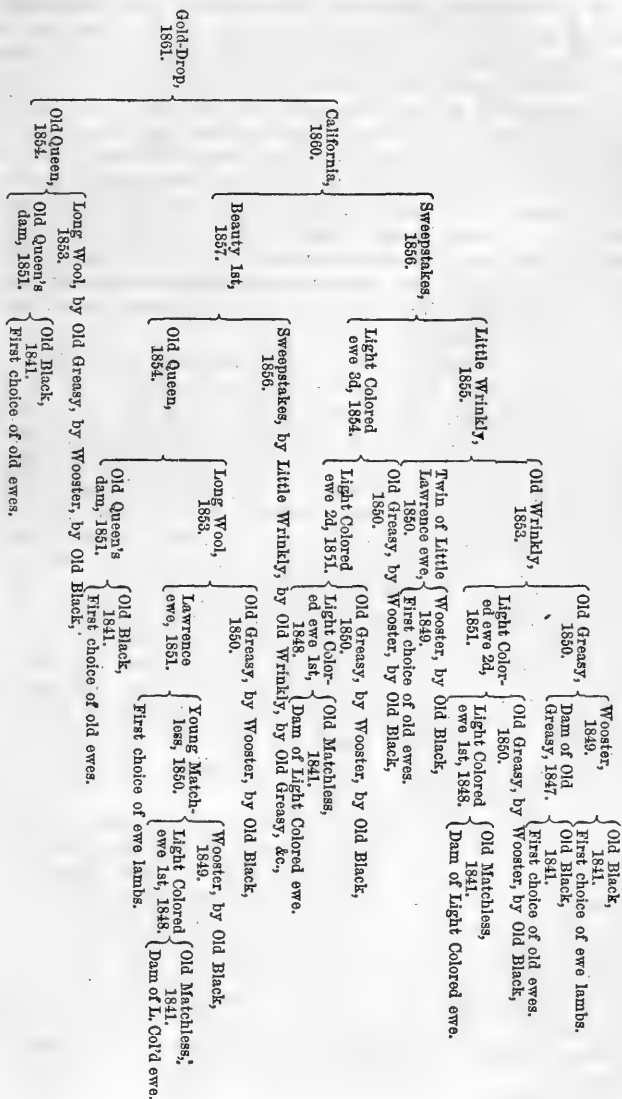 Gold-Drop,
1861.
California,
1860.
Old Queen,
1854.
Sweepstakes,
1856.
Beauty 1st,
1857.
Long Wool, by Old Greasy, by Wooster, by Old Black,
1853.
Old Queen's
dam, 1851.
Old Black,
1841.
First choice of old ewes.
Little Wrinkly,
1855.
Light Colored
ewe 3d, 1854.
Sweepstakes, by Little Wrinkly, by Old Wrinkly, by Old Greasy, &c.,
1856.
Old Queen,
1854.
Old Wrinkly,
1853.
Twin of Little
Lawrence ewe,
1850.
Old Greasy, by Wooster, by Old Black,
1850.
Light Colored
ewe 2d, 1851.
Long Wool,
1853.
Old Queen's
dam, 1851.
Old Greasy,
1850.
Light Color-
ed ewe 2d,
1851.
Wooster, by Old Black,
1849.
First choice of old ewes.
Old Greasy, by Wooster, by Old Black,
1850.
Light Color-
ed ewe 1st,
1848.
Old Matchless,
1841.
Dam of Light Colored ewe.
Old Greasy, by Wooster, by Old Black,
1850.
Lawrence
ewe, 1851.
Old Black,
1841.
First choice of old ewes.
Wooster,
1849.
Dam of Old
Greasy, 1847.
Old Black,
1841.
First choice of ewe lambs.
Old Black,
1841.
First choice of old ewes.
Old Greasy, by Wooster, by Old Black,
1850.
Light Colored
ewe 1st, 1848.
Old Matchless,
1841.
Dam of Light Colored ewe.
Young Match-
less, 1850.
First choice of ewe lambs.
Wooster, by Old Black,
1849.
Light Colored
ewe 1st, 1848.
Old Matchless,
1841.
Dam of L. Col'd ewe.